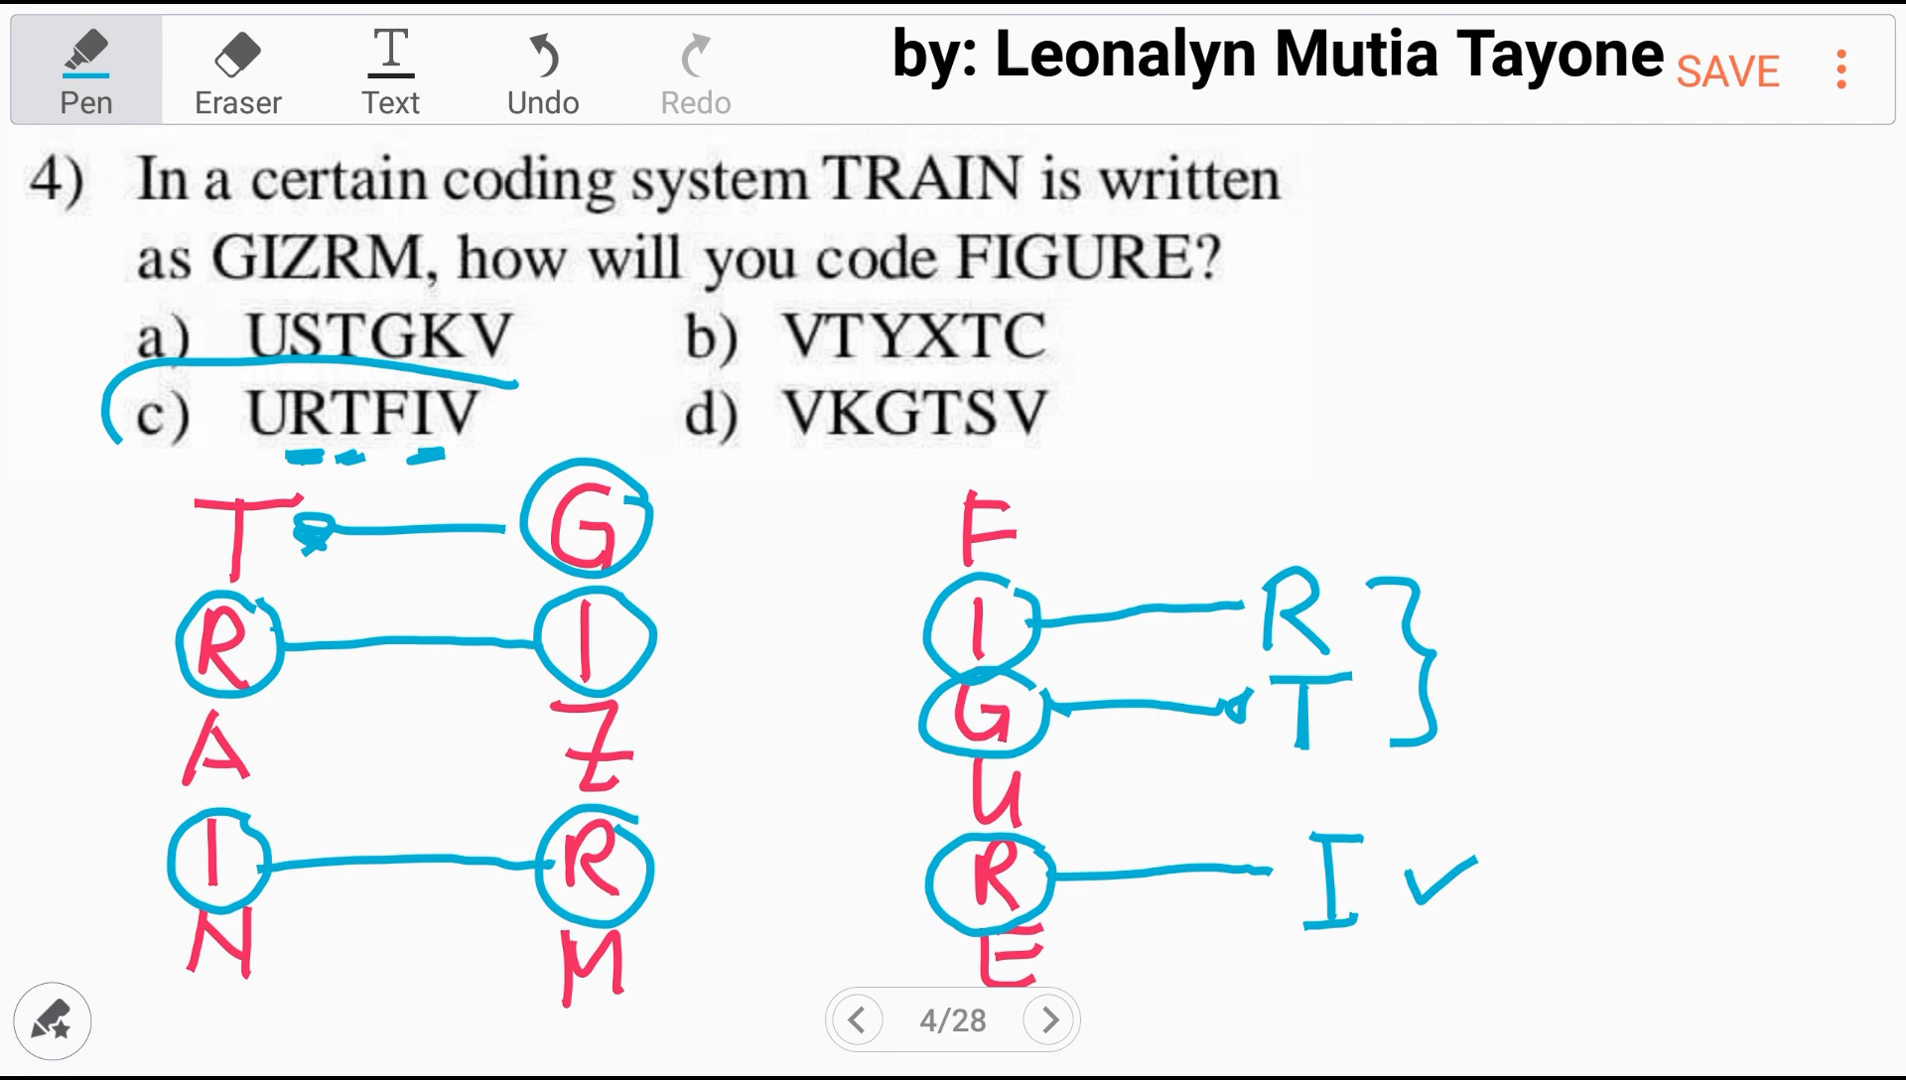 by: Leonalyn Mutia Tayone
SAVE
Pen Eraser Text Undo Redo
4) In a certain coding system TRAIN is written
as GIZRM, how will you code FIGURE?
a) USTGKV b) VTYXTC
c) URTFIV d) VKGTSV
T G F
R I I R
A Z G T
I R U
N M R I
E
4/28